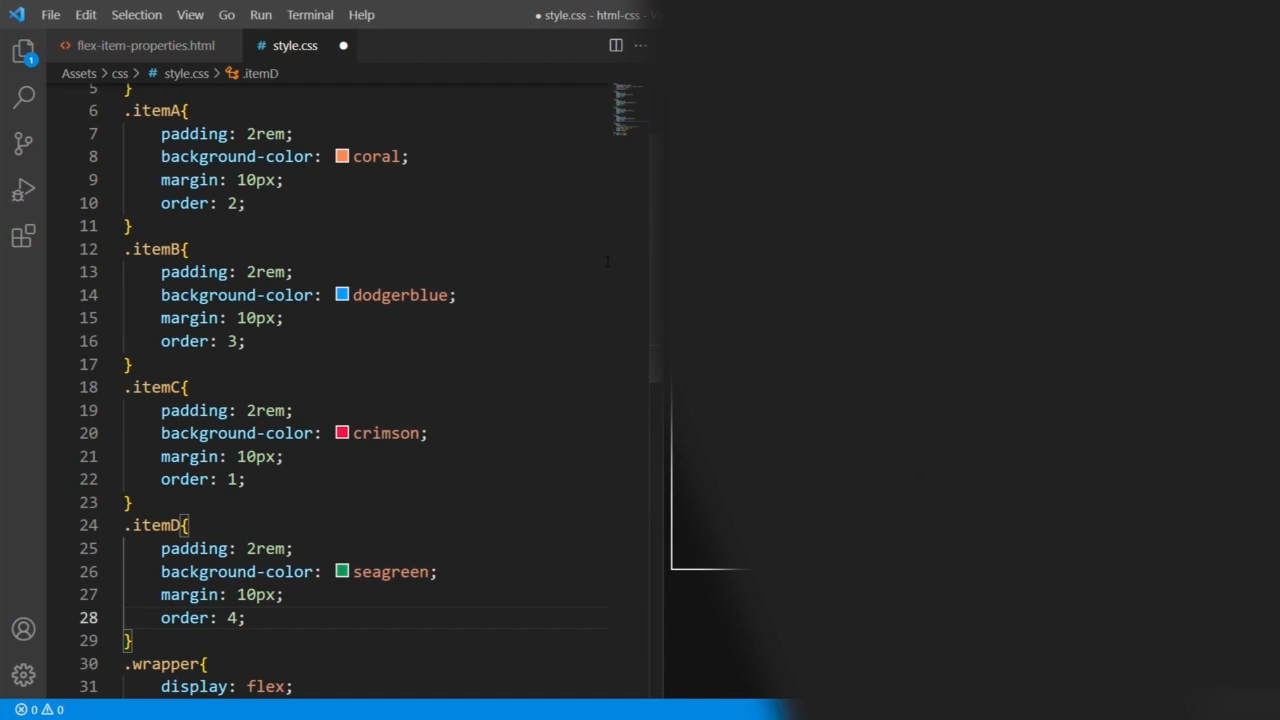 File Edit Selection View Go Run Terminal Help ● style.css - html-css -
flex-item-properties.html # style.css ●
Assets > css > # style.css > .itemD
5 }
6 .itemA{
7 padding: 2rem;
8 background-color: coral;
9 margin: 10px;
10 order: 2;
11 }
12 .itemB{
13 padding: 2rem;
14 background-color: dodgerblue;
15 margin: 10px;
16 order: 3;
17 }
18 .itemC{
19 padding: 2rem;
20 background-color: crimson;
21 margin: 10px;
22 order: 1;
23 }
24 .itemD{
25 padding: 2rem;
26 background-color: seagreen;
27 margin: 10px;
28 order: 4;
29 }
30 .wrapper{
31 display: flex;
1
0 0